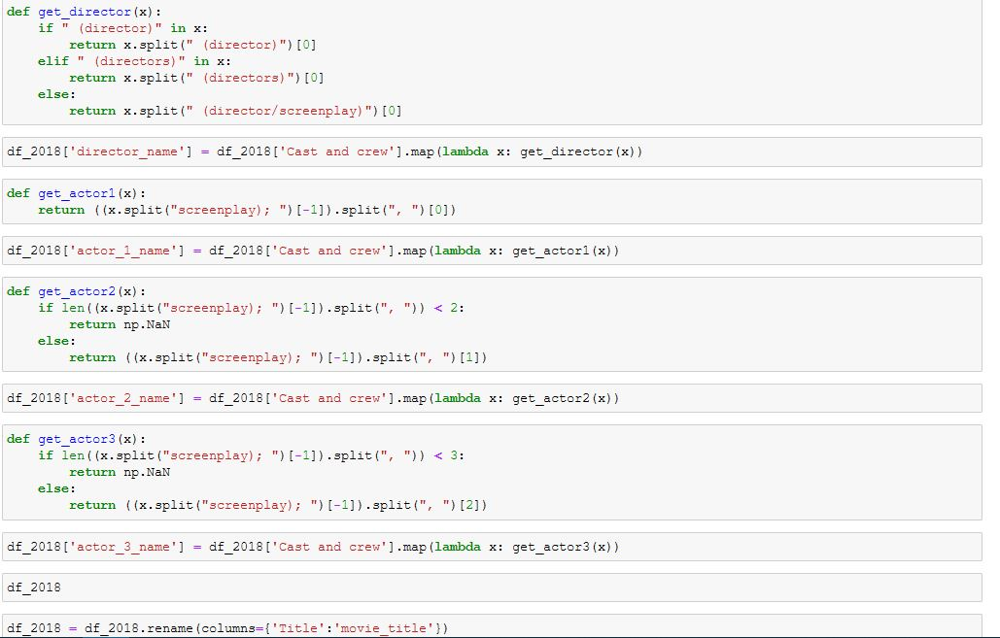 def get_director(x):
    if " (director)" in x:
        return x.split(" (director)")[0]
    elif " (directors)" in x:
        return x.split(" (directors)")[0]
    else:
        return x.split(" (director/screenplay)")[0]
df_2018['director_name'] = df_2018['Cast and crew'].map(lambda x: get_director(x))
def get_actor1(x):
    return ((x.split("screenplay); ")[-1]).split(", ")[0])
df_2018['actor_1_name'] = df_2018['Cast and crew'].map(lambda x: get_actor1(x))
def get_actor2(x):
    if len((x.split("screenplay); ")[-1]).split(", ")) < 2:
        return np.NaN
    else:
        return ((x.split("screenplay); ")[-1]).split(", ")[1])
df_2018['actor_2_name'] = df_2018['Cast and crew'].map(lambda x: get_actor2(x))
def get_actor3(x):
    if len((x.split("screenplay); ")[-1]).split(", ")) < 3:
        return np.NaN
    else:
        return ((x.split("screenplay); ")[-1]).split(", ")[2])
df_2018['actor_3_name'] = df_2018['Cast and crew'].map(lambda x: get_actor3(x))
df_2018
df_2018 = df_2018.rename(columns={'Title':'movie_title'})